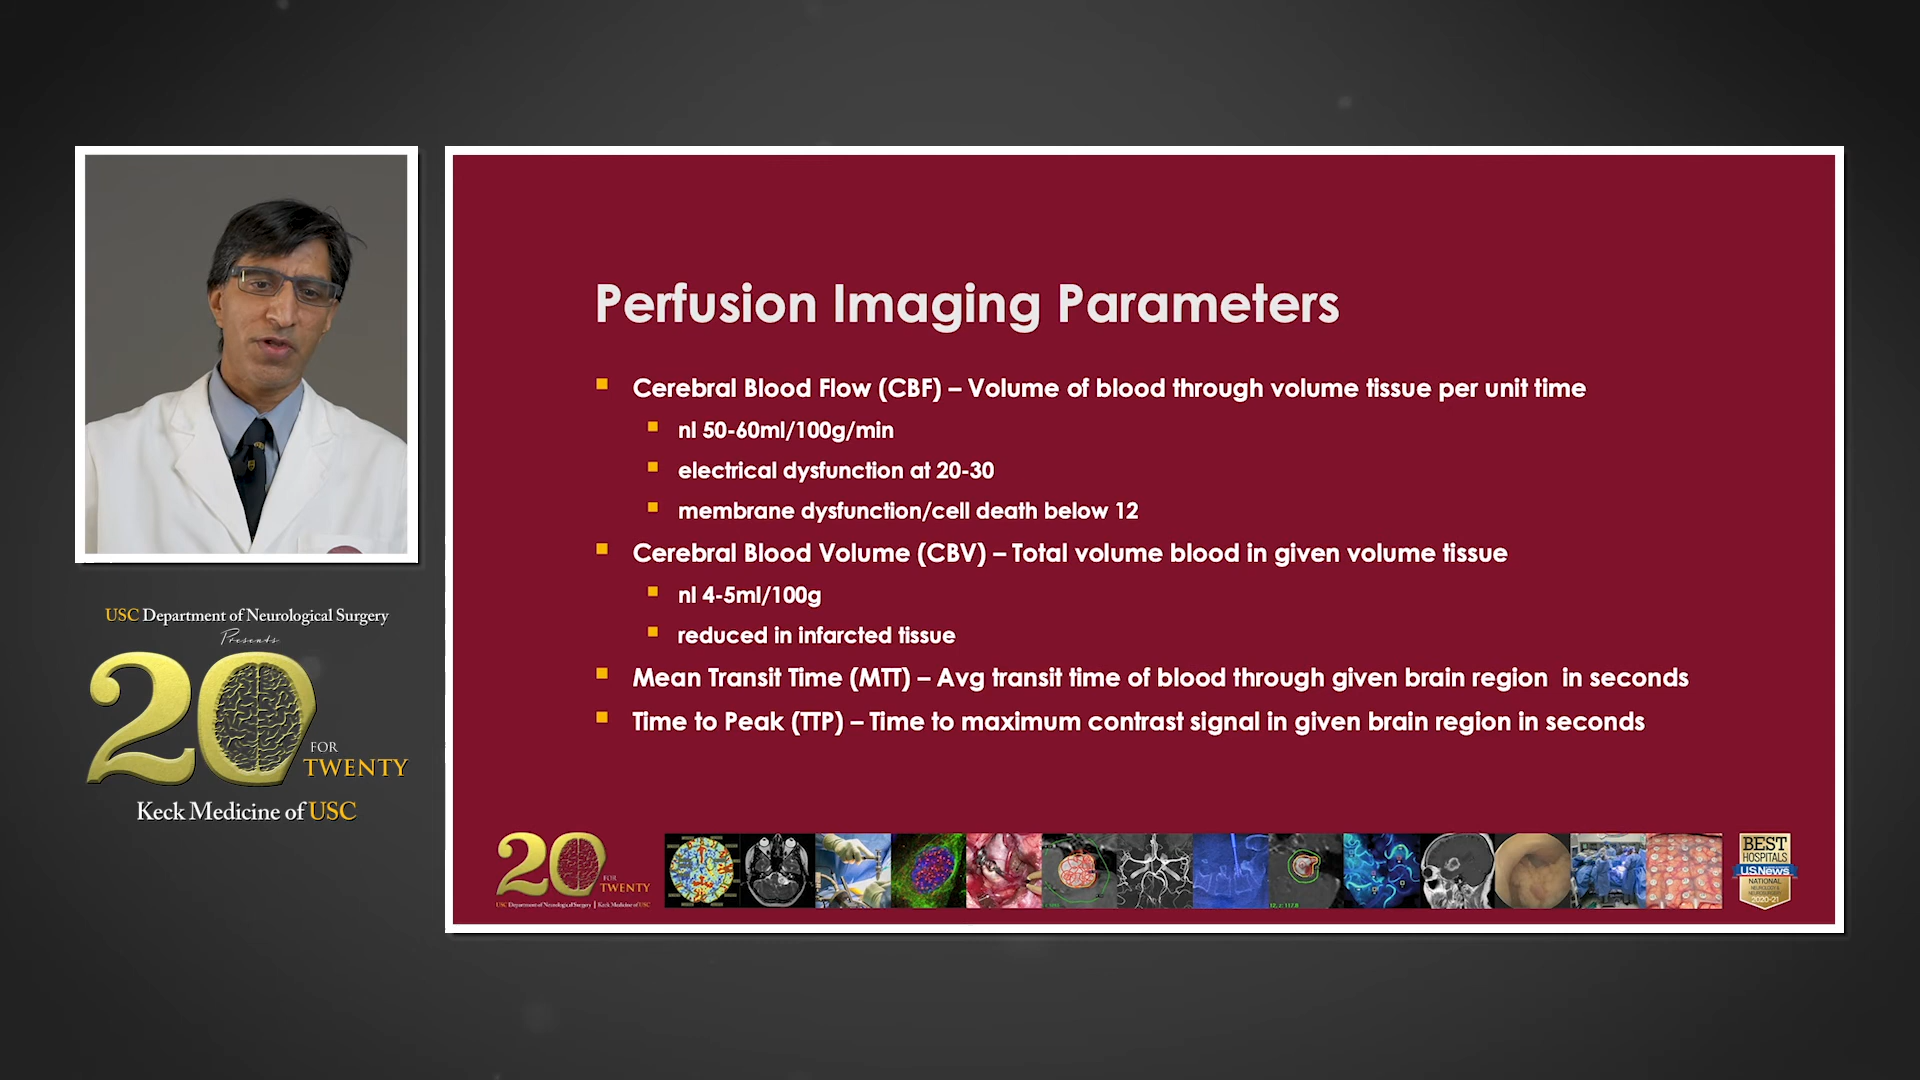 Perfusion Imaging Parameters
Cerebral Blood Flow (CBF) – Volume of blood through volume tissue per unit time
nl 50-60ml/100g/min
electrical dysfunction at 20-30
membrane dysfunction/cell death below 12
Cerebral Blood Volume (CBV) – Total volume blood in given volume tissue
nl 4-5ml/100g
reduced in infarcted tissue
Mean Transit Time (MTT) – Avg transit time of blood through given brain region in seconds
Time to Peak (TTP) – Time to maximum contrast signal in given brain region in seconds
USC Department of Neurological Surgery
Presents
20
FOR
TWENTY
Keck Medicine of USC
20
FOR
TWENTY
USC Department of Neurological Surgery | Keck Medicine of USC
BEST
HOSPITALS
U.S.News
NATIONAL
NEUROLOGY &
NEUROSURGERY
2020-21